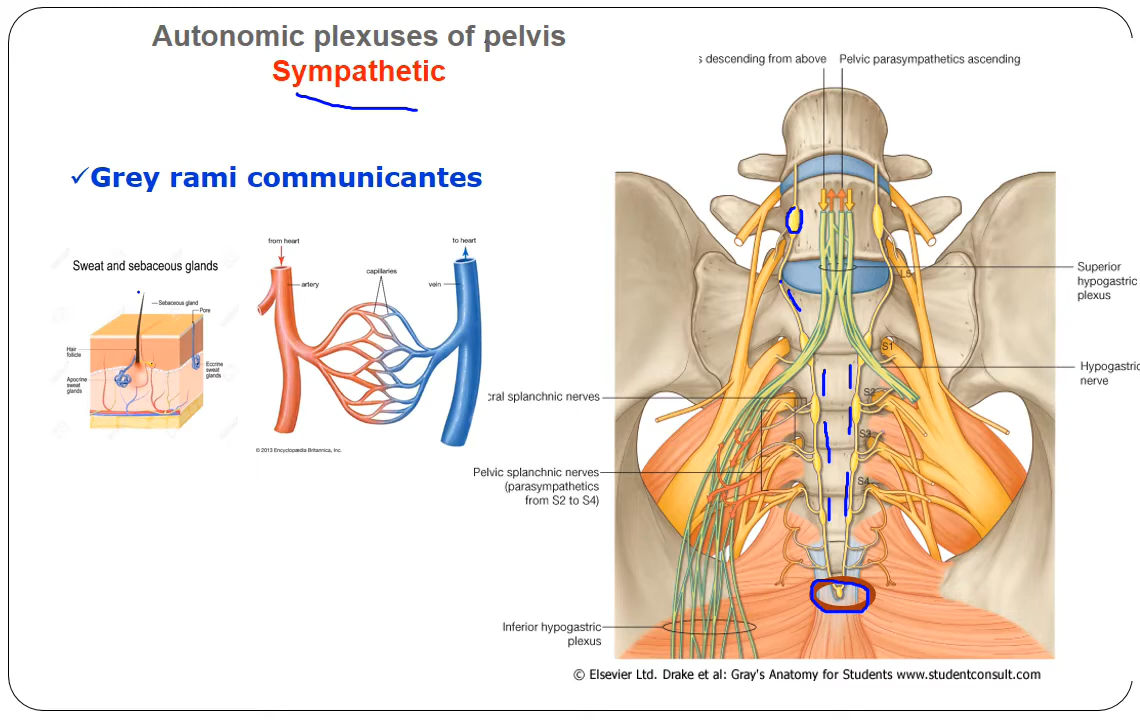 Autonomic plexuses of pelvis
Sympathetic
✓Grey rami communicantes
Sweat and sebaceous glands
Sebaceous gland
Pore
Hair
follicle
Eccrine
sweat
glands
Apocrine
sweat
glands
from heart
to heart
capillaries
artery
vein
© 2013 Encyclopædia Britannica, Inc.
s descending from above
Pelvic parasympathetics ascending
L5
Superior
hypogastric
plexus
S1
Hypogastric
nerve
S2
cral splanchnic nerves
S3
Pelvic splanchnic nerves
(parasympathetics
from S2 to S4)
S4
Inferior hypogastric
plexus
© Elsevier Ltd. Drake et al: Gray's Anatomy for Students www.studentconsult.com